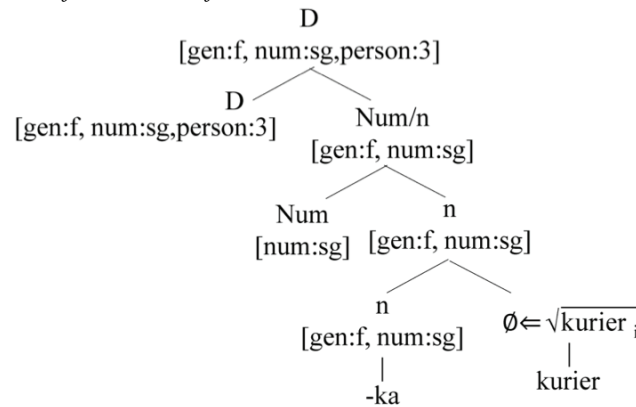 D
[gen:f, num:sg,person:3]
D
[gen:f, num:sg,person:3]
Num/n
[gen:f, num:sg]
Num
[num:sg]
n
[gen:f, num:sg]
n
[gen:f, num:sg]
∅⇐√kurier i
-ka
kurier